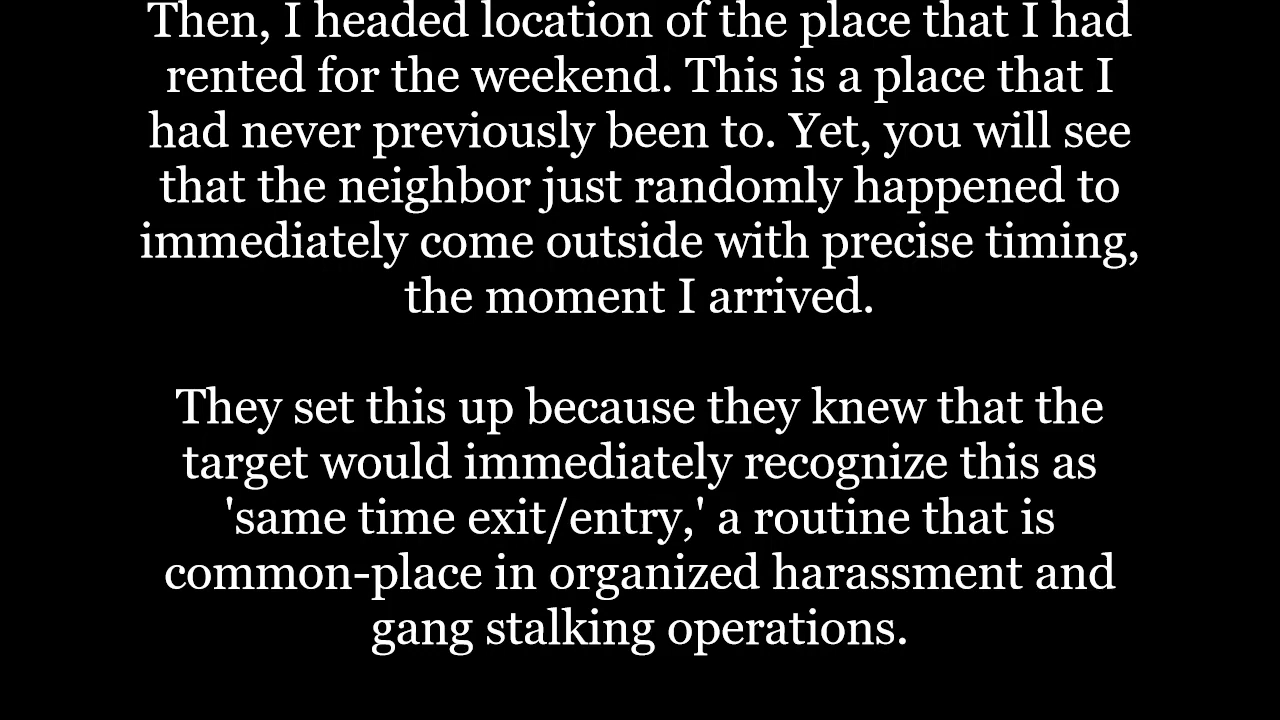 Then, I headed location of the place that I had
rented for the weekend. This is a place that I
had never previously been to. Yet, you will see
that the neighbor just randomly happened to
immediately come outside with precise timing,
the moment I arrived.
They set this up because they knew that the
target would immediately recognize this as
'same time exit/entry,' a routine that is
common-place in organized harassment and
gang stalking operations.